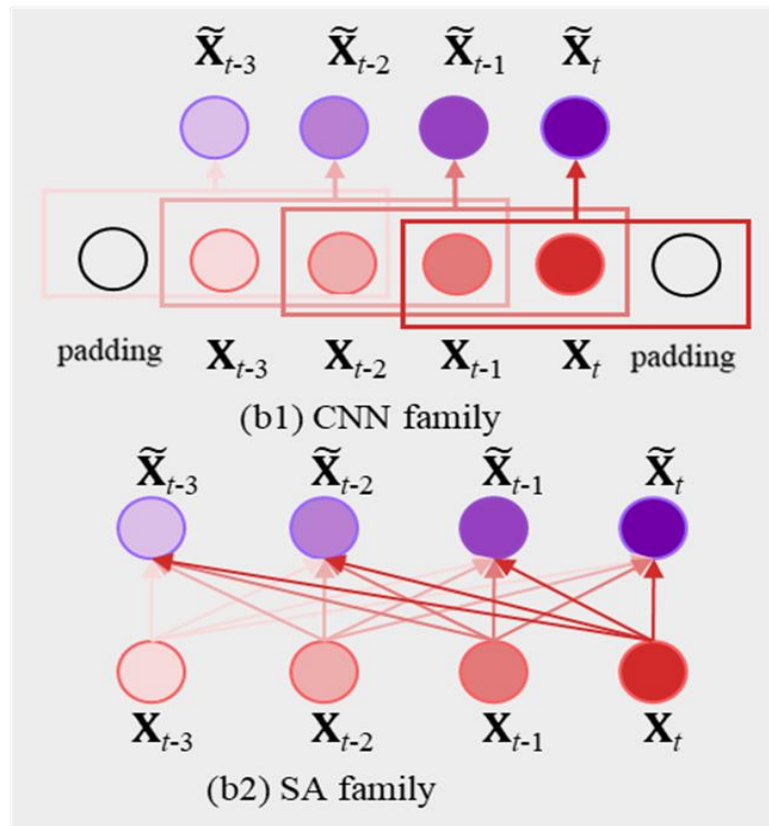 X̃t-3 X̃t-2 X̃t-1 X̃t
padding Xt-3 Xt-2 Xt-1 Xt padding
(b1) CNN family
X̃t-3 X̃t-2 X̃t-1 X̃t
Xt-3 Xt-2 Xt-1 Xt
(b2) SA family